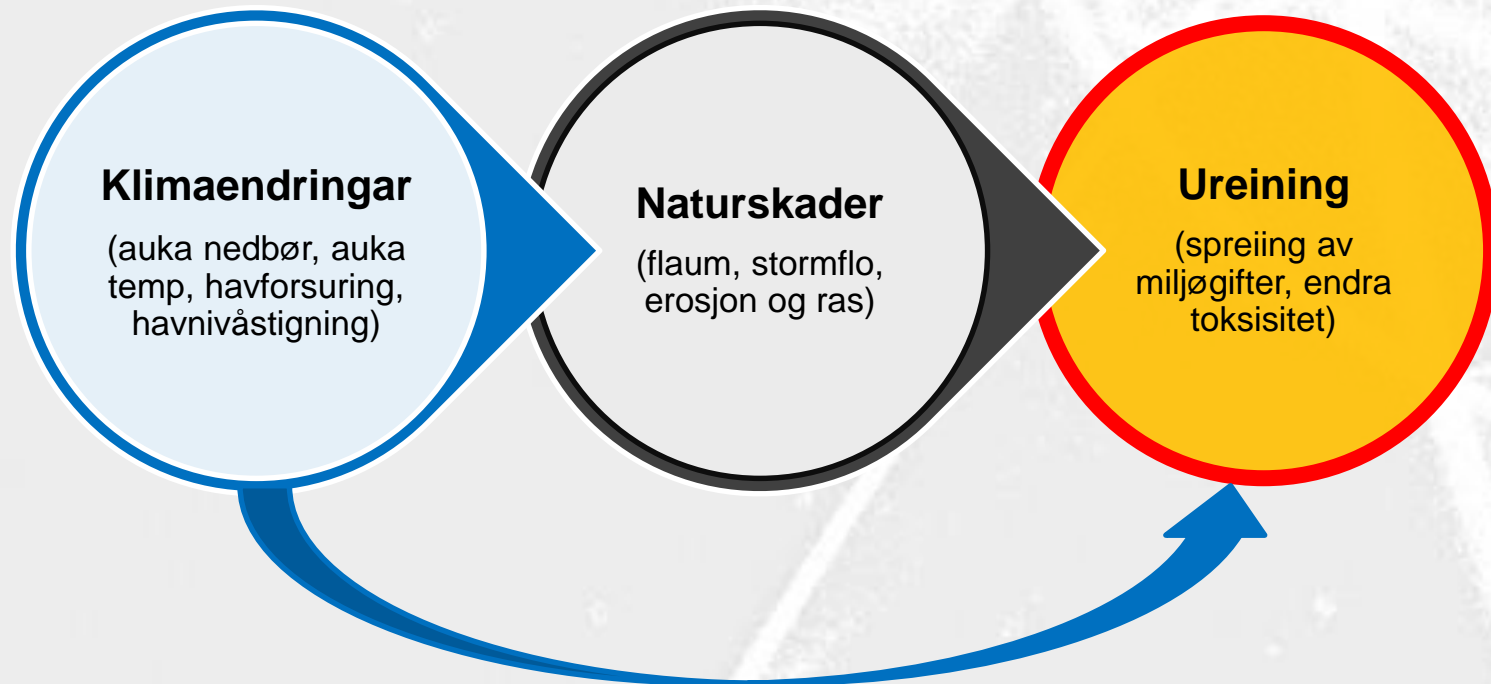 Klimaendringar
(auka nedbør, auka
temp, havforsuring,
havnivåstigning)
Naturskader
(flaum, stormflo,
erosjon og ras)
Ureining
(spreiing av
miljøgifter, endra
toksisitet)